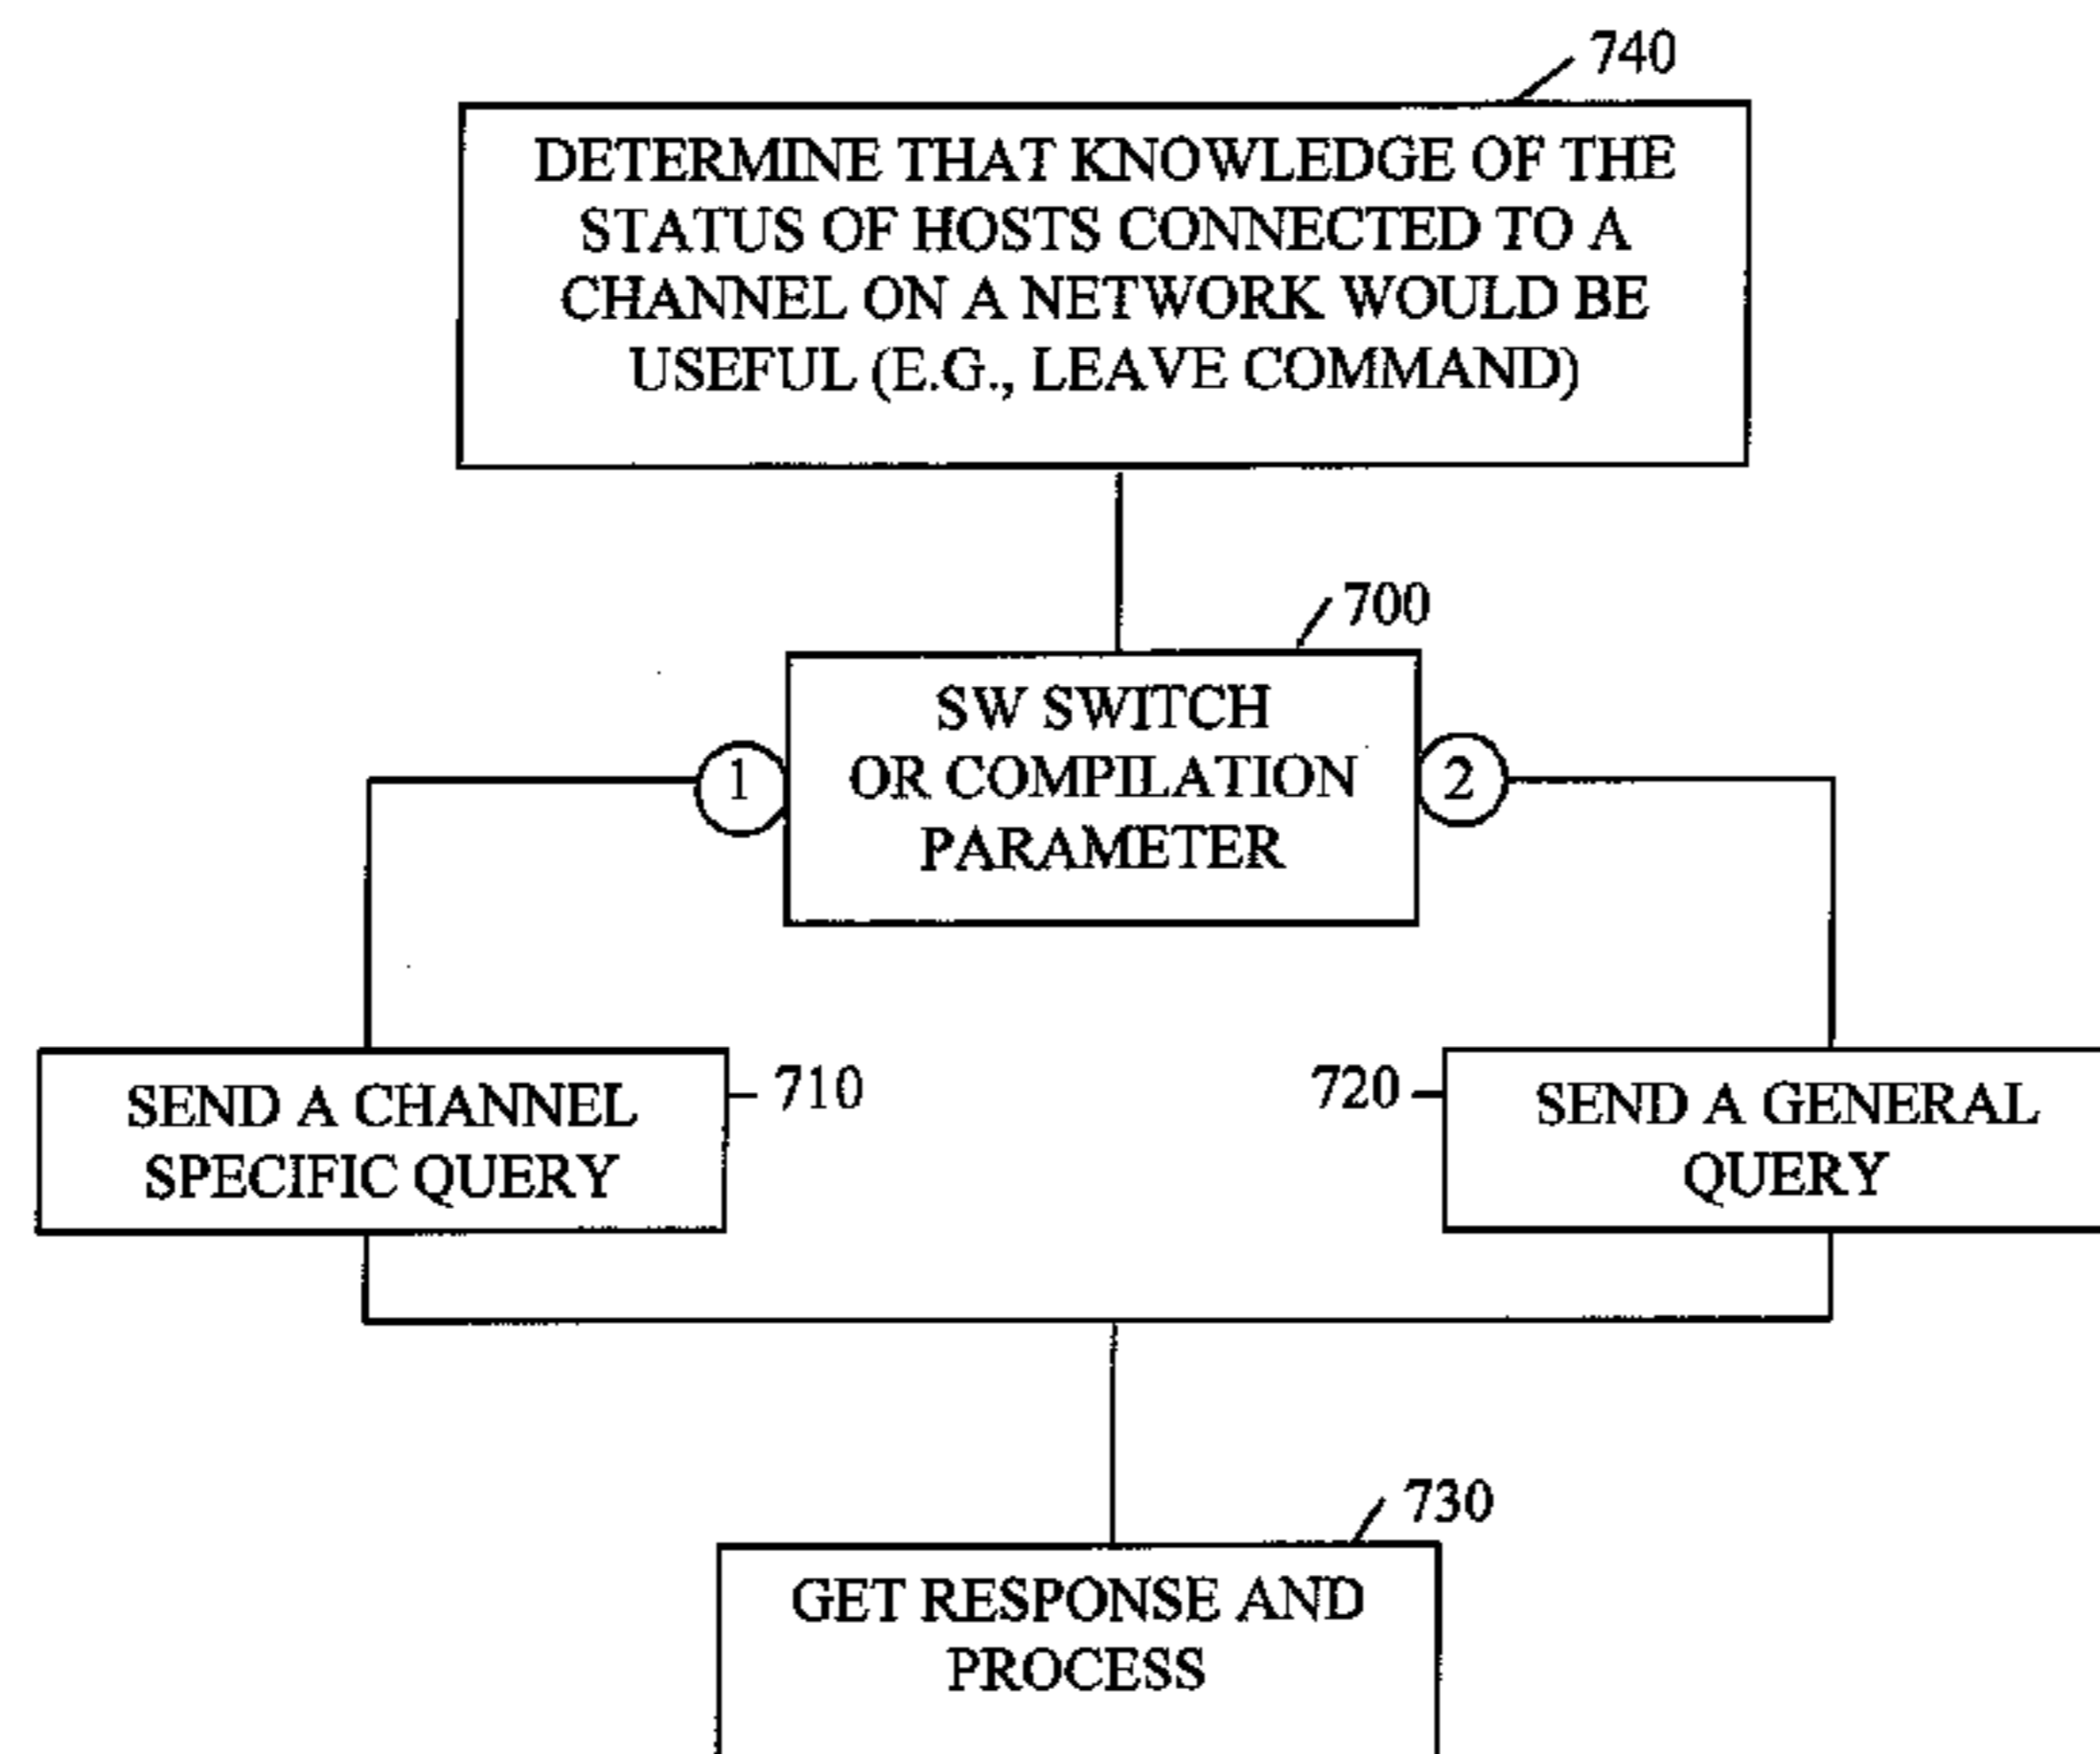 740
DETERMINE THAT KNOWLEDGE OF THE
STATUS OF HOSTS CONNECTED TO A
CHANNEL ON A NETWORK WOULD BE
USEFUL (E.G., LEAVE COMMAND)
700
SW SWITCH
OR COMPILATION
PARAMETER
1
2
SEND A CHANNEL
SPECIFIC QUERY
710
720
SEND A GENERAL
QUERY
730
GET RESPONSE AND
PROCESS